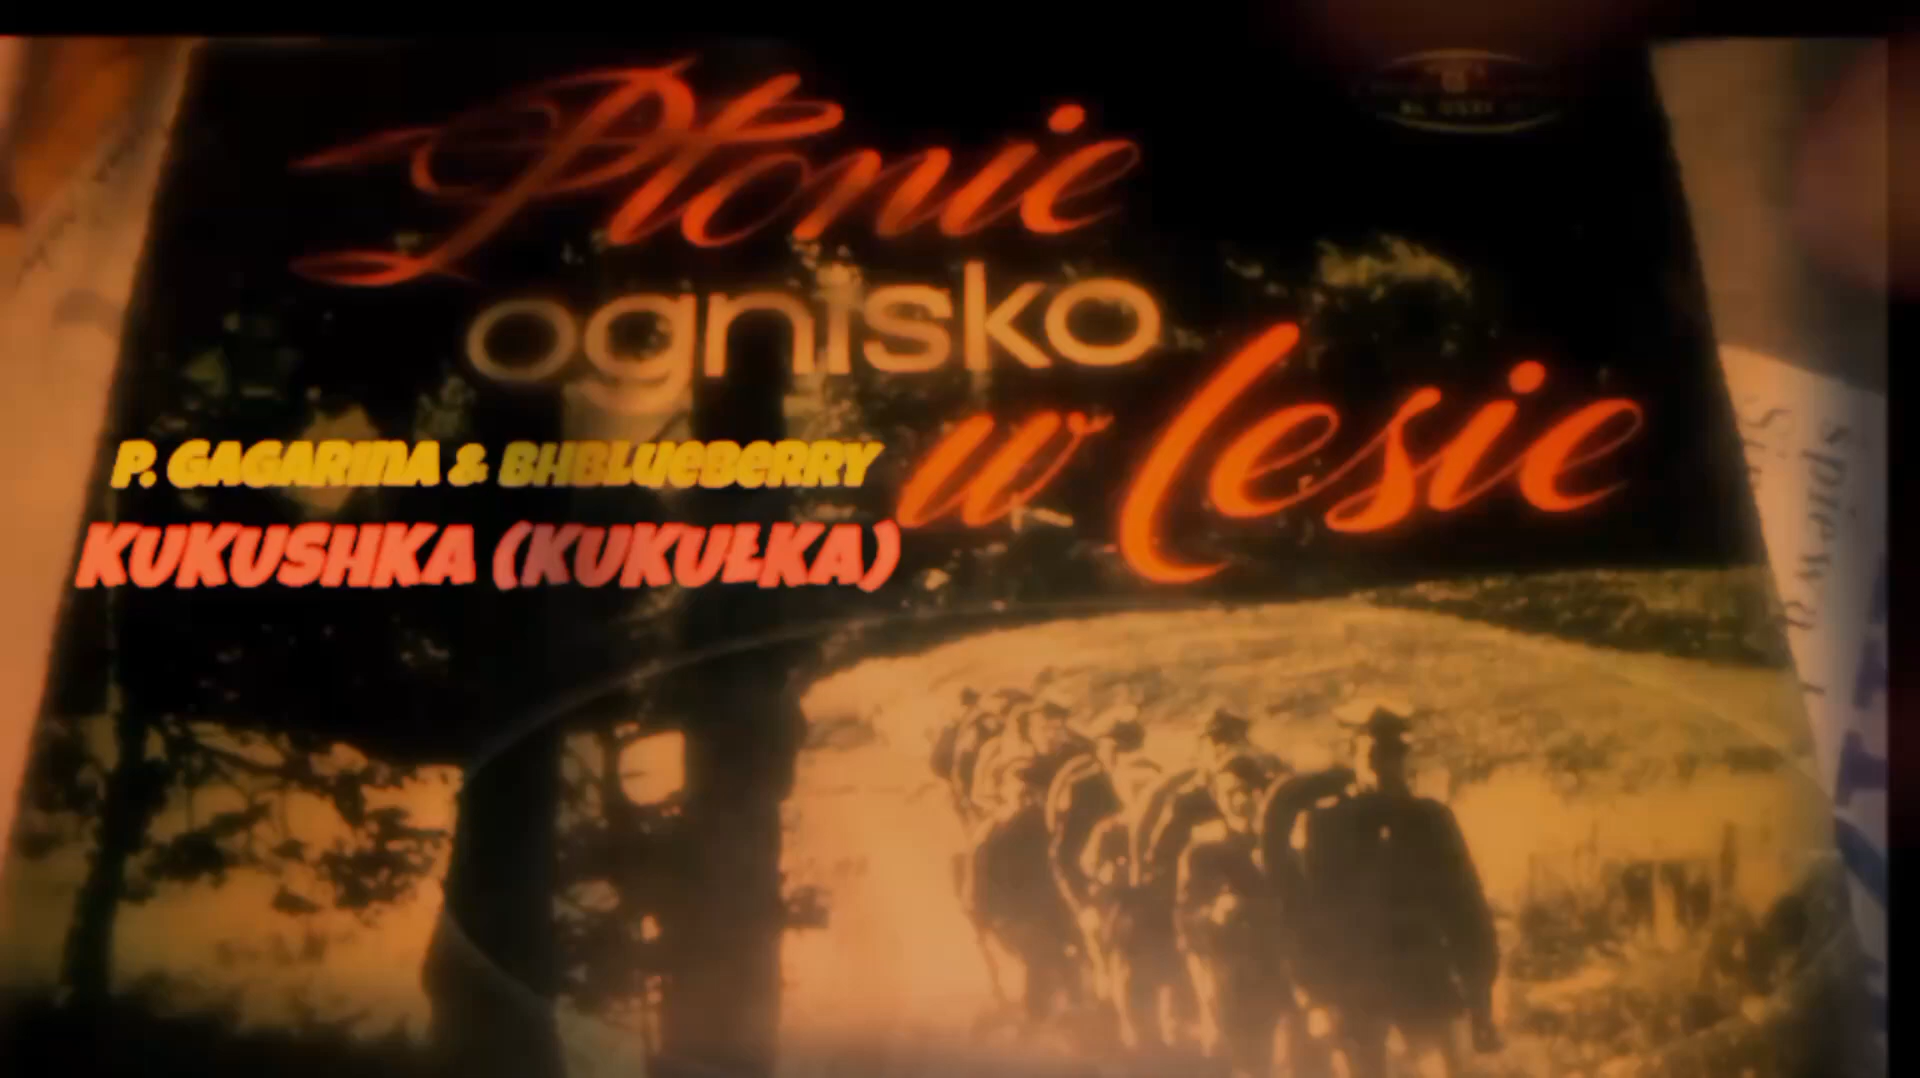 Płonie
ognisko
w lesie
P. GAGARINA & BHBLUEBERRY
KUKUSHKA (KUKUŁKA)